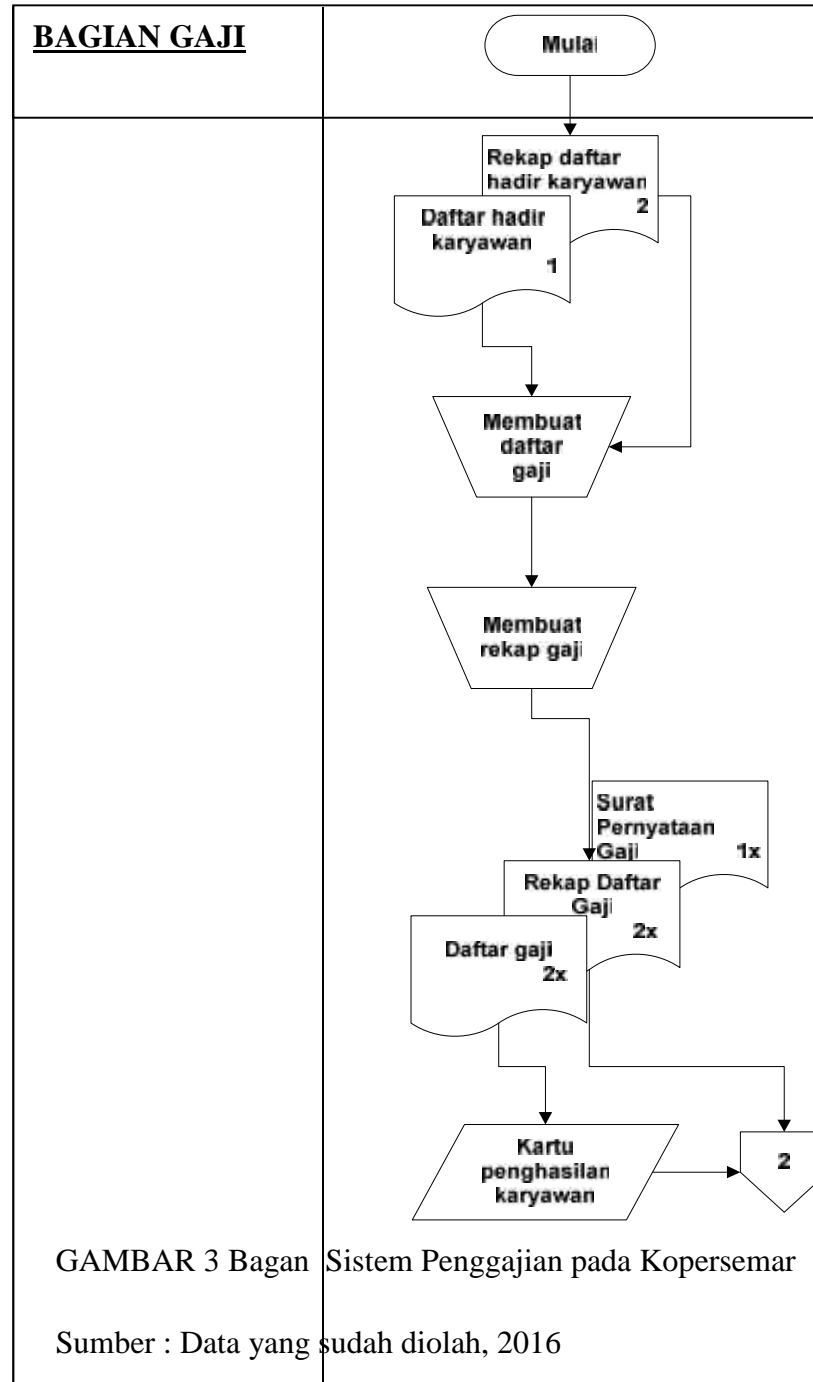 BAGIAN GAJI
Mulai
Rekap daftar
hadir karyawan
2
Daftar hadir
karyawan
1
Membuat
daftar
gaji
Membuat
rekap gaji
Surat
Pernyataan
Gaji 1x
Rekap Daftar
Gaji
2x
Daftar gaji
2x
Kartu
penghasilan
karyawan
2
GAMBAR 3 Bagan Sistem Penggajian pada Kopersemar
Sumber : Data yang sudah diolah, 2016